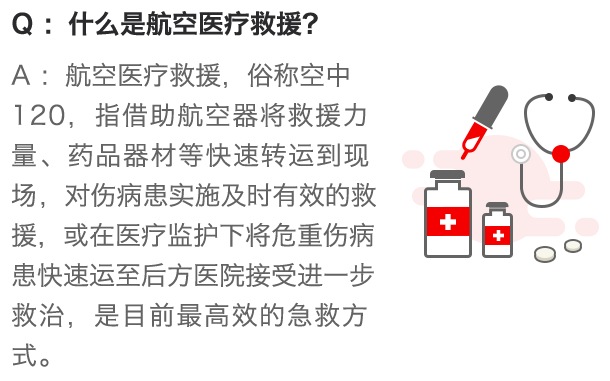 Q：什么是航空医疗救援？
A：航空医疗救援，俗称空中
120，指借助航空器将救援力
量、药品器材等快速转运到现
场，对伤病患实施及时有效的救
援，或在医疗监护下将危重伤病
患快速运至后方医院接受进一步
救治，是目前最高效的急救方
式。